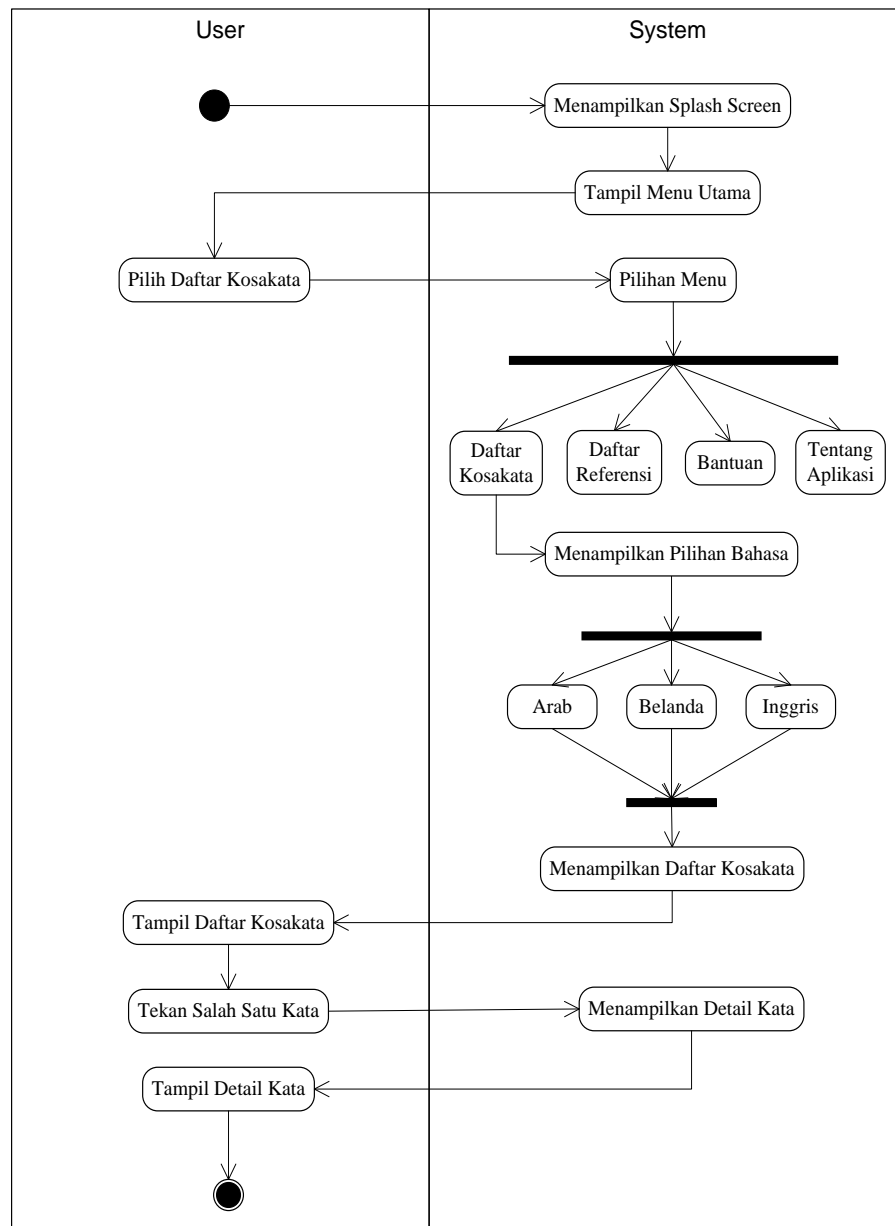 User
System
Menampilkan Splash Screen
Tampil Menu Utama
Pilih Daftar Kosakata
Pilihan Menu
Daftar
Kosakata
Daftar
Referensi
Bantuan
Tentang
Aplikasi
Menampilkan Pilihan Bahasa
Arab
Belanda
Inggris
Menampilkan Daftar Kosakata
Tampil Daftar Kosakata
Tekan Salah Satu Kata
Menampilkan Detail Kata
Tampil Detail Kata